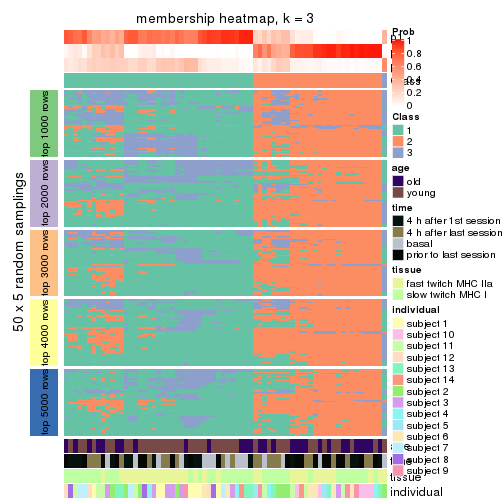 membership heatmap, k = 3
50 x 5 random samplings
top 1000 rows
top 2000 rows
top 3000 rows
top 4000 rows
top 5000 rows
Prob
1
0.8
0.6
0.4
0.2
0
Class
1
2
3
age
old
young
time
4 h after 1st session
4 h after last session
basal
prior to last session
tissue
fast twitch MHC IIa
slow twitch MHC I
individual
subject 1
subject 10
subject 11
subject 12
subject 13
subject 14
subject 2
subject 3
subject 4
subject 5
subject 6
subject 7
subject 8
subject 9
tissue